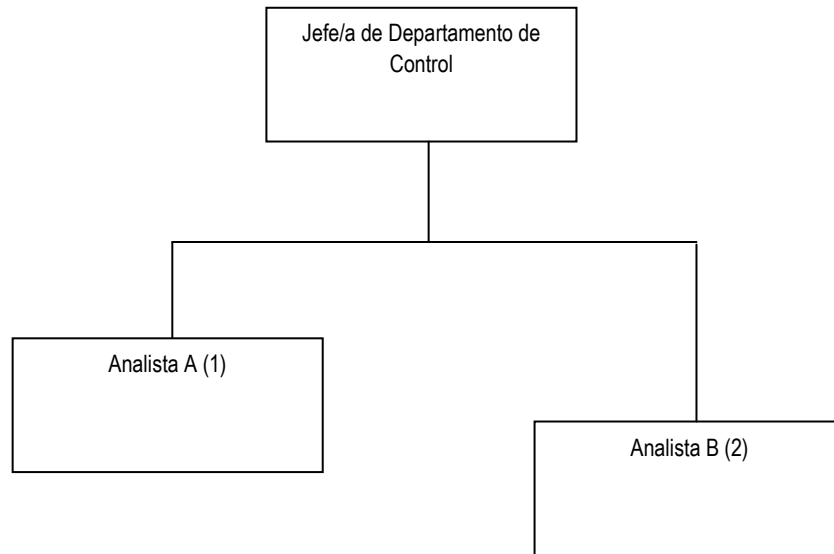 Jefe/a de Departamento de
Control
Analista A (1)
Analista B (2)